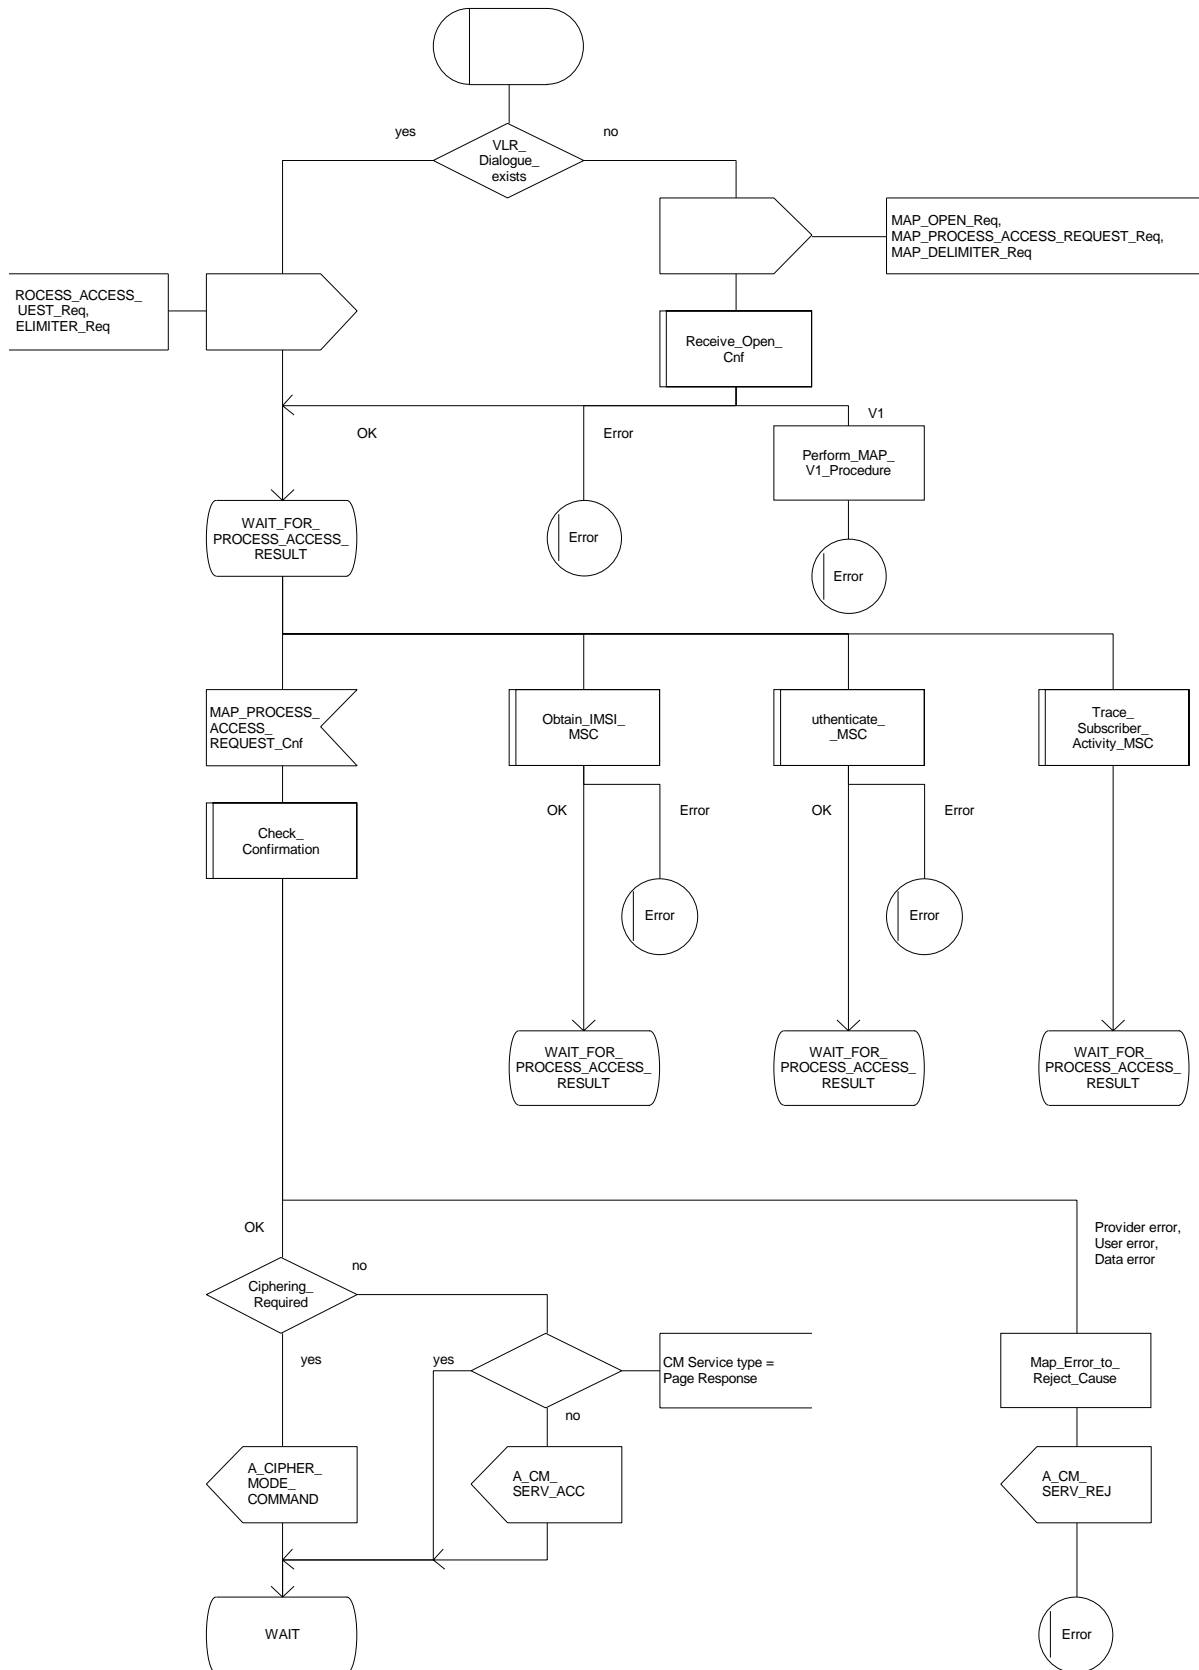 yes
no
VLR_
Dialogue_
exists
MAP_OPEN_Req,
MAP_PROCESS_ACCESS_REQUEST_Req,
MAP_DELIMITER_Req
ROCESS_ACCESS_
UEST_Req,
ELIMITER_Req
Receive_Open_
Cnf
OK
Error
V1
Perform_MAP_
V1_Procedure
WAIT_FOR_
PROCESS_ACCESS_
RESULT
Error
Error
MAP_PROCESS_
ACCESS_
REQUEST_Cnf
Obtain_IMSI_
MSC
uthenticate_
_MSC
Trace_
Subscriber_
Activity_MSC
Check_
Confirmation
OK
Error
OK
Error
Error
Error
WAIT_FOR_
PROCESS_ACCESS_
RESULT
WAIT_FOR_
PROCESS_ACCESS_
RESULT
WAIT_FOR_
PROCESS_ACCESS_
RESULT
OK
Provider error,
User error,
Data error
no
Ciphering_
Required
yes
yes
CM Service type =
Page Response
no
Map_Error_to_
Reject_Cause
A_CIPHER_
MODE_
COMMAND
A_CM_
SERV_ACC
A_CM_
SERV_REJ
WAIT
Error